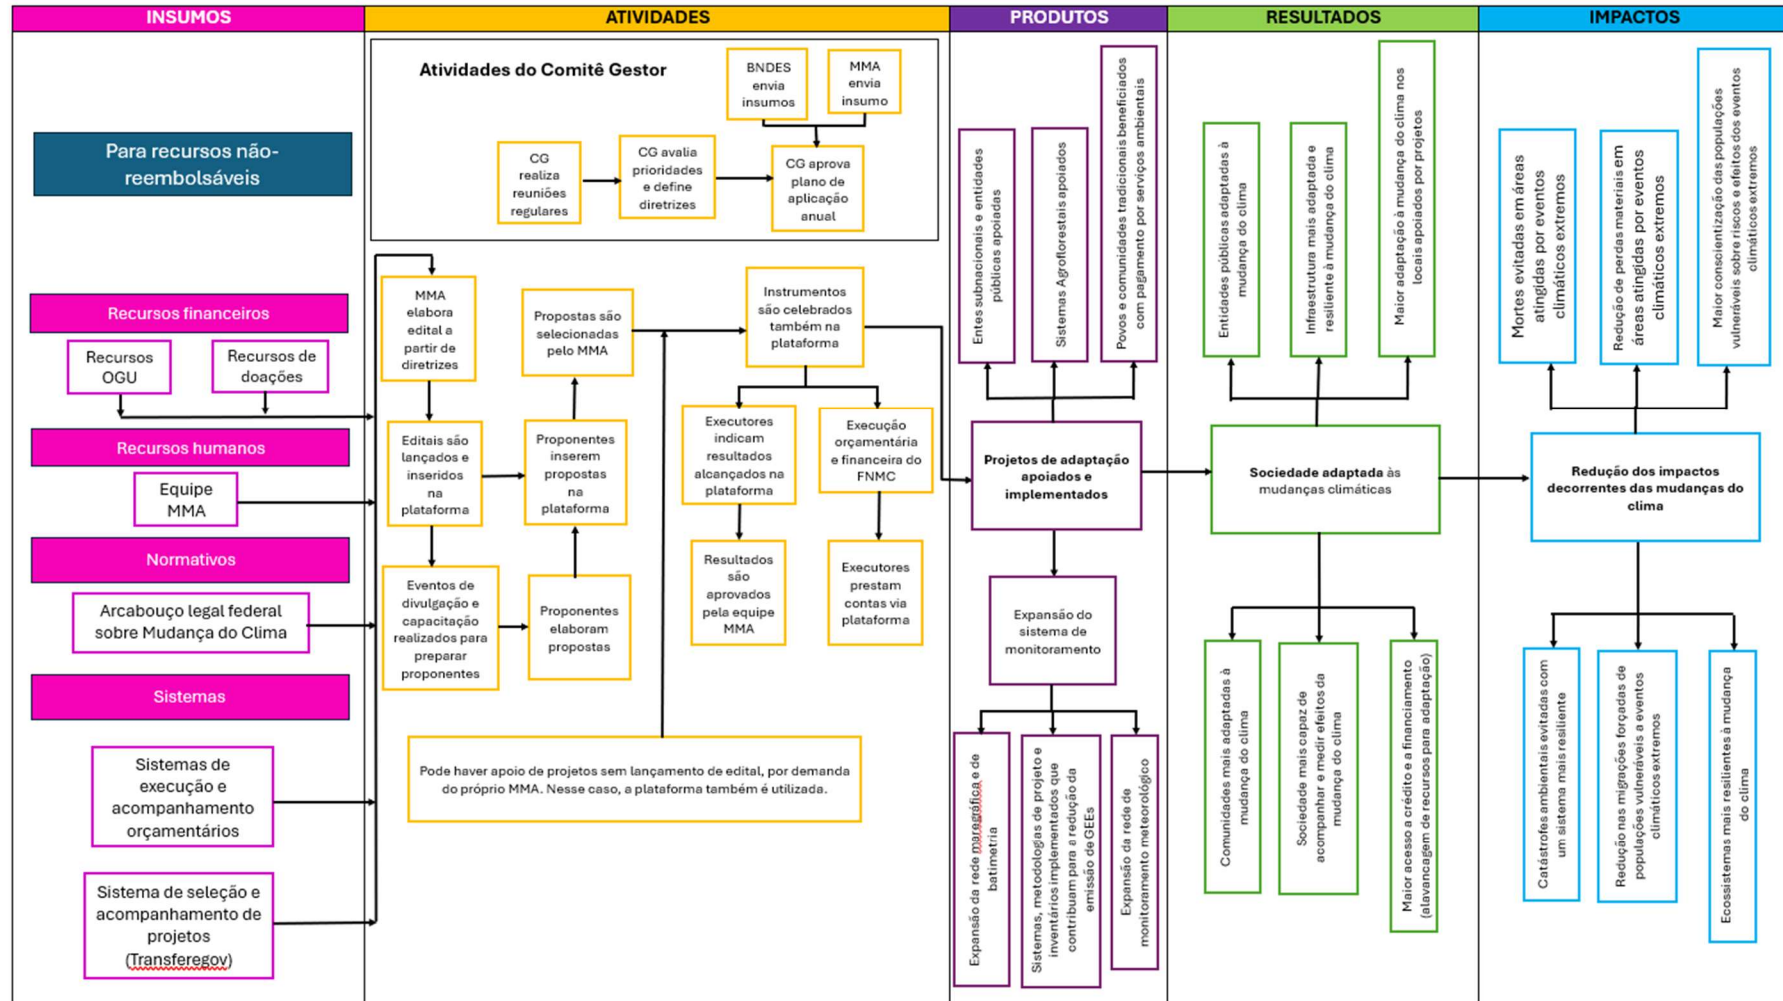 INSUMOS
ATIVIDADES
PRODUTOS
RESULTADOS
IMPACTOS
Para recursos não-
reembolsáveis
Recursos financeiros
Recursos
OGU
Recursos de
doações
Recursos humanos
Equipe
MMA
Normativos
Arcabouço legal federal
sobre Mudança do Clima
Sistemas
Sistemas de
execução e
acompanhamento
orçamentários
Sistema de seleção e
acompanhamento de
projetos
(Transferegov)
Atividades do Comitê Gestor
BNDES
envia
insumos
MMA
envia
insumo
CG
realiza
reuniões
regulares
CG avalia
prioridades
e define
diretrizes
CG aprova
plano de
aplicação
anual
MMA
elabora
edital a
partir de
diretrizes
Propostas são
selecionadas
pelo MMA
Instrumentos
são celebrados
também na
plataforma
Editais são
lançados e
inseridos
na
plataforma
Proponentes
inserem
propostas
na
plataforma
Executores
indicam
resultados
alcançados na
plataforma
Execução
orçamentária
e financeira do
FNMC
Eventos de
divulgação e
capacitação
realizados para
preparar
proponentes
Proponentes
elaboram
propostas
Resultados
são
aprovados
pela equipe
MMA
Executores
prestam
contas via
plataforma
Pode haver apoio de projetos sem lançamento de edital, por demanda
do próprio MMA. Nesse caso, a plataforma também é utilizada.
Entes subnacionais e entidades
públicas apoiadas
Sistemas Agroflorestais apoiados
Povos e comunidades tradicionais beneficiados
com pagamento por serviços ambientais
Projetos de adaptação
apoiados e
implementados
Expansão do
sistema de
monitoramento
Expansão da rede maregráfica e de
batimetria
Sistemas, metodologias de projeto e
inventários implementados que
contribuam para a redução da
emissão de GEEs
Expansão da rede de
monitoramento meteorológico
Entidades públicas adaptadas à
mudança do clima
Infraestrutura mais adaptada e
resiliente à mudança do clima
Maior adaptação à mudança do clima nos
locais apoiados por projetos
Sociedade adaptada às
mudanças climáticas
Comunidades mais adaptadas à
mudança do clima
Sociedade mais capaz de
acompanhar e medir efeitos da
mudança do clima
Maior acesso a crédito e financiamento
(alavancagem de recursos para adaptação)
Mortes evitadas em áreas
atingidas por eventos
climáticos extremos
Redução de perdas materiais em
áreas atingidas por eventos
climáticos extremos
Maior conscientização das populações
vulneráveis sobre riscos e efeitos dos eventos
climáticos extremos
Redução dos impactos
decorrentes das mudanças do
clima
Catástrofes ambientais evitadas com
um sistema mais resiliente
Redução nas migrações forçadas de
populações vulneráveis a eventos
climáticos extremos
Ecossistemas mais resilientes à mudança
do clima